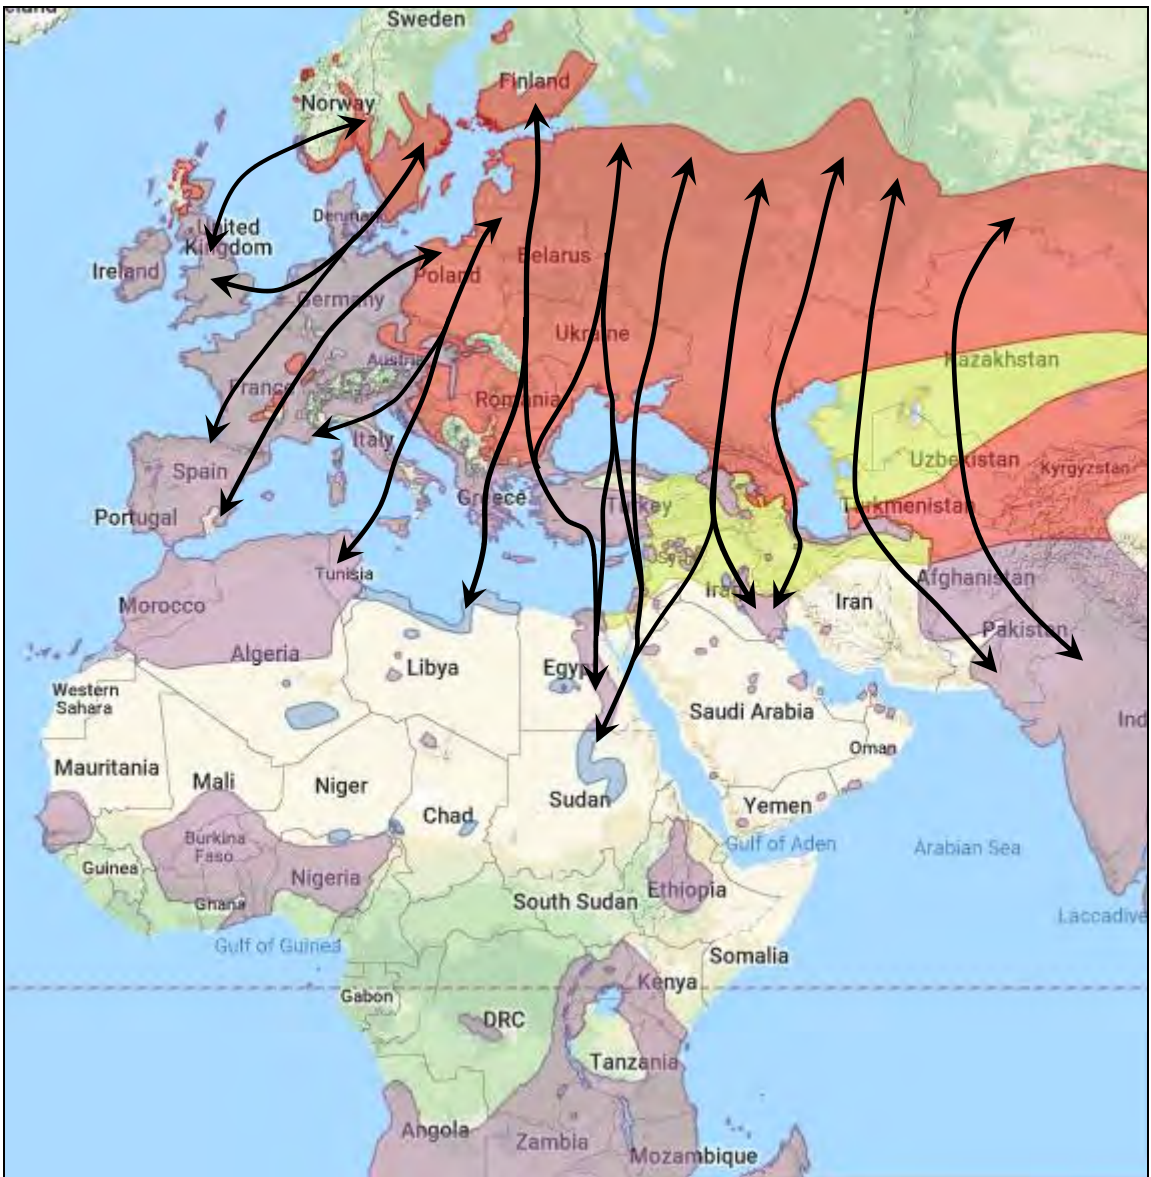 Sweden
Finland
Norway
United
Kingdom
Denmark
Ireland
Belarus
Poland
Germany
Ukraine
Kazakhstan
Austria
France
Romania
Italy
Uzbekistan
Kyrgyzstan
Spain
Greece
Turkey
Turkmenistan
Portugal
Syria
Tunisia
Afghanistan
Iraq
Iran
Morocco
Pakistan
Algeria
Libya
Egypt
Western
Sahara
Saudi Arabia
Ind
Oman
Mauritania
Mali
Niger
Sudan
Chad
Yemen
Burkina
Faso
Gulf of Aden
Arabian Sea
Guinea
Nigeria
Ethiopia
Ghana
South Sudan
Laccadive
Gulf of Guinea
Somalia
Kenya
Gabon
DRC
Tanzania
Angola
Zambia
Mozambique